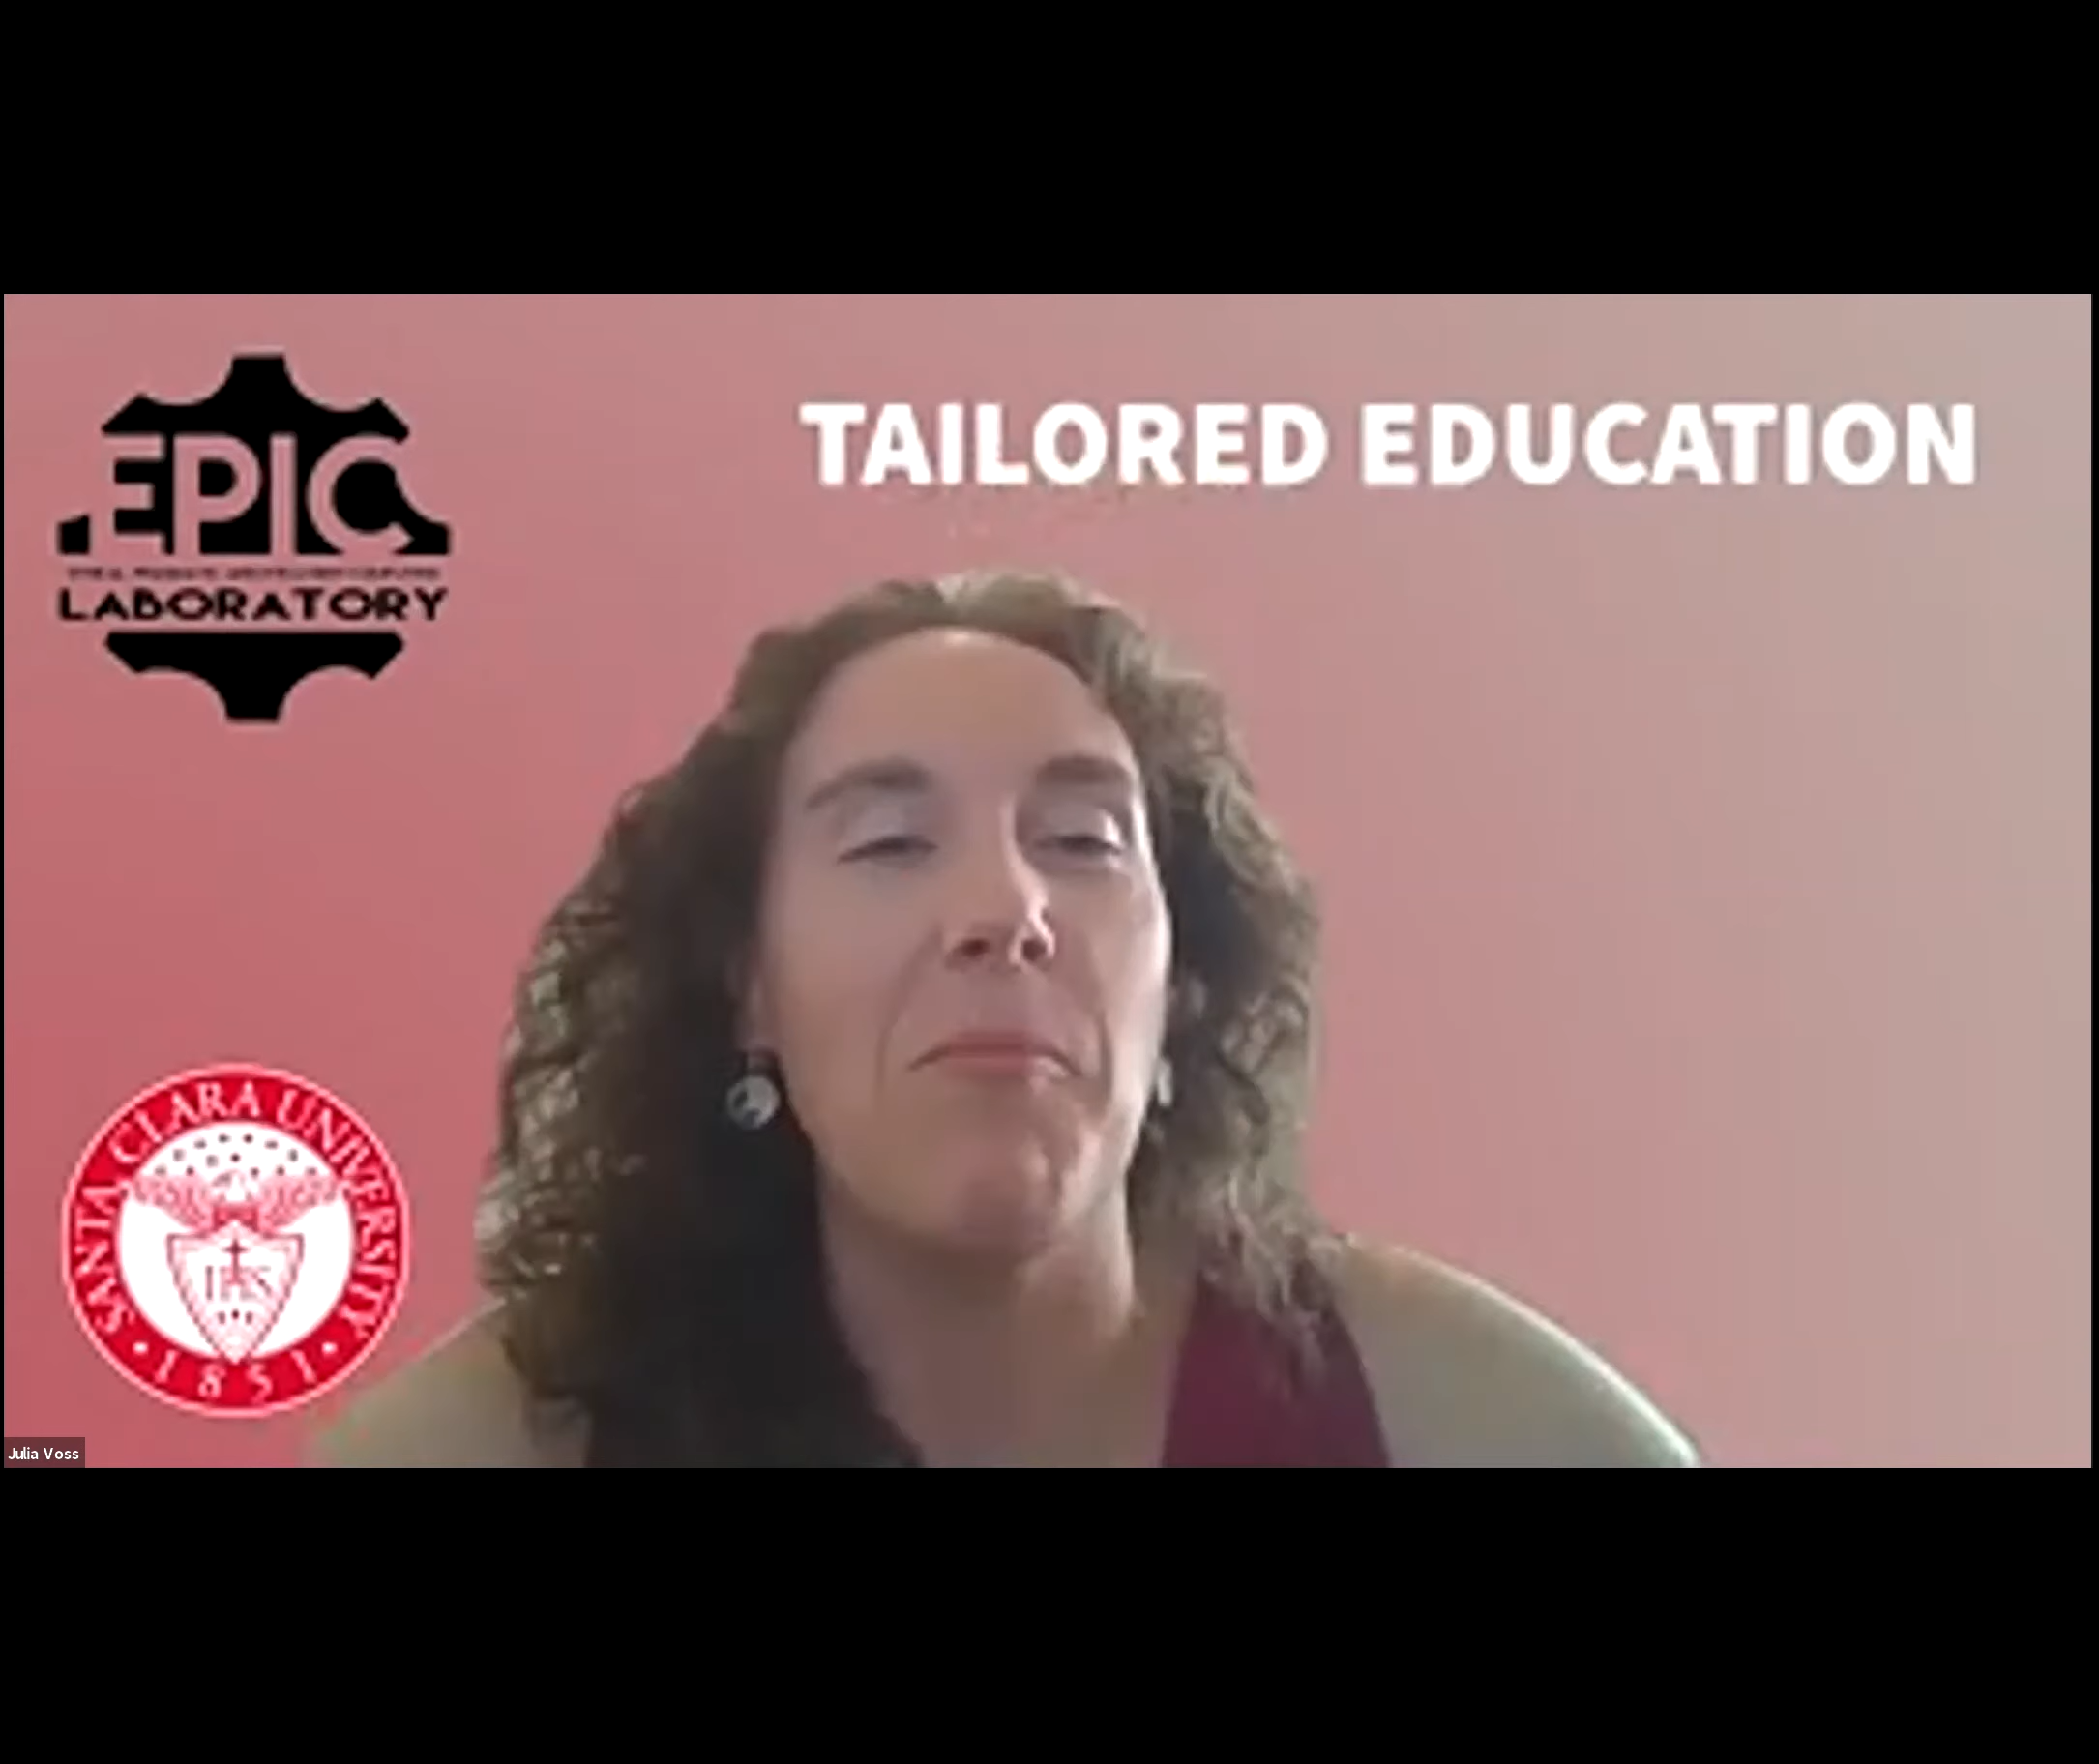 TAILORED EDUCATION
EPIC
LABORATORY
SANTA CLARA UNIVERSITY
IHS
1851
Julia Voss